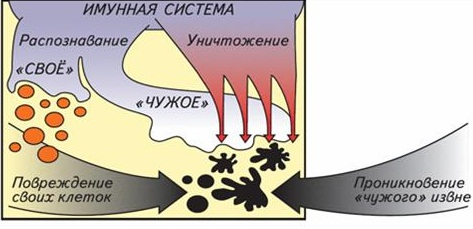 ИМУННАЯ СИСТЕМА
Распознавание
Уничтожение
«СВОЁ»
«ЧУЖОЕ»
Повреждение
своих клеток
Проникновение
«чужого» извне